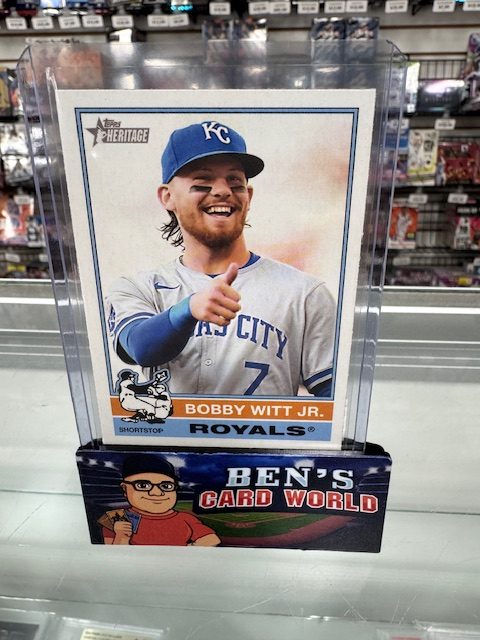 Topps
HERITAGE
KC
AS CITY
7
BOBBY WITT JR.
SHORTSTOP
ROYALS®
BEN'S
CARD WORLD